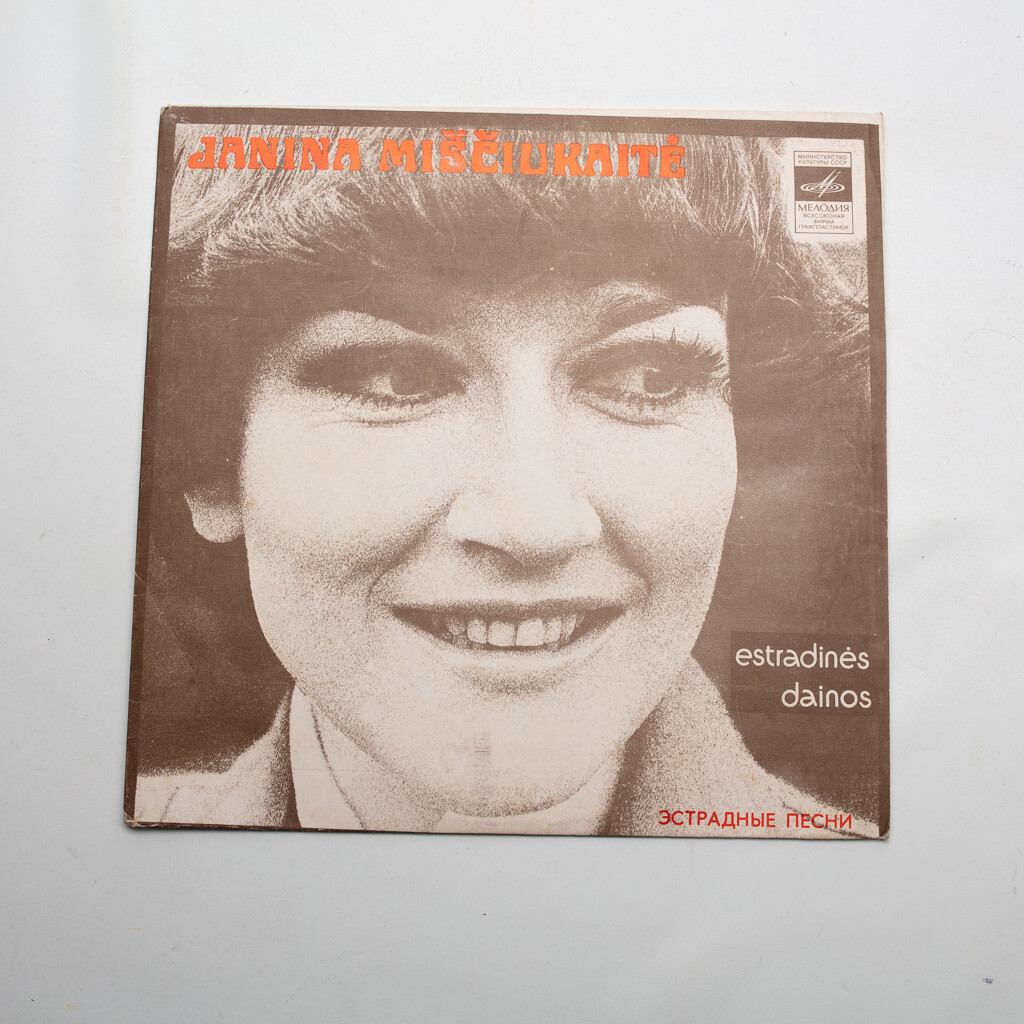 JANINA MIŠČIUKAITĖ
МИНИСТЕРСТВО
КУЛЬТУРЫ СССР
МЕЛОДИЯ
ВСЕСОЮЗНАЯ
ФИРМА
ГРАМПЛАСТИНОК
estradinės
dainos
ЭСТРАДНЫЕ ПЕСНИ